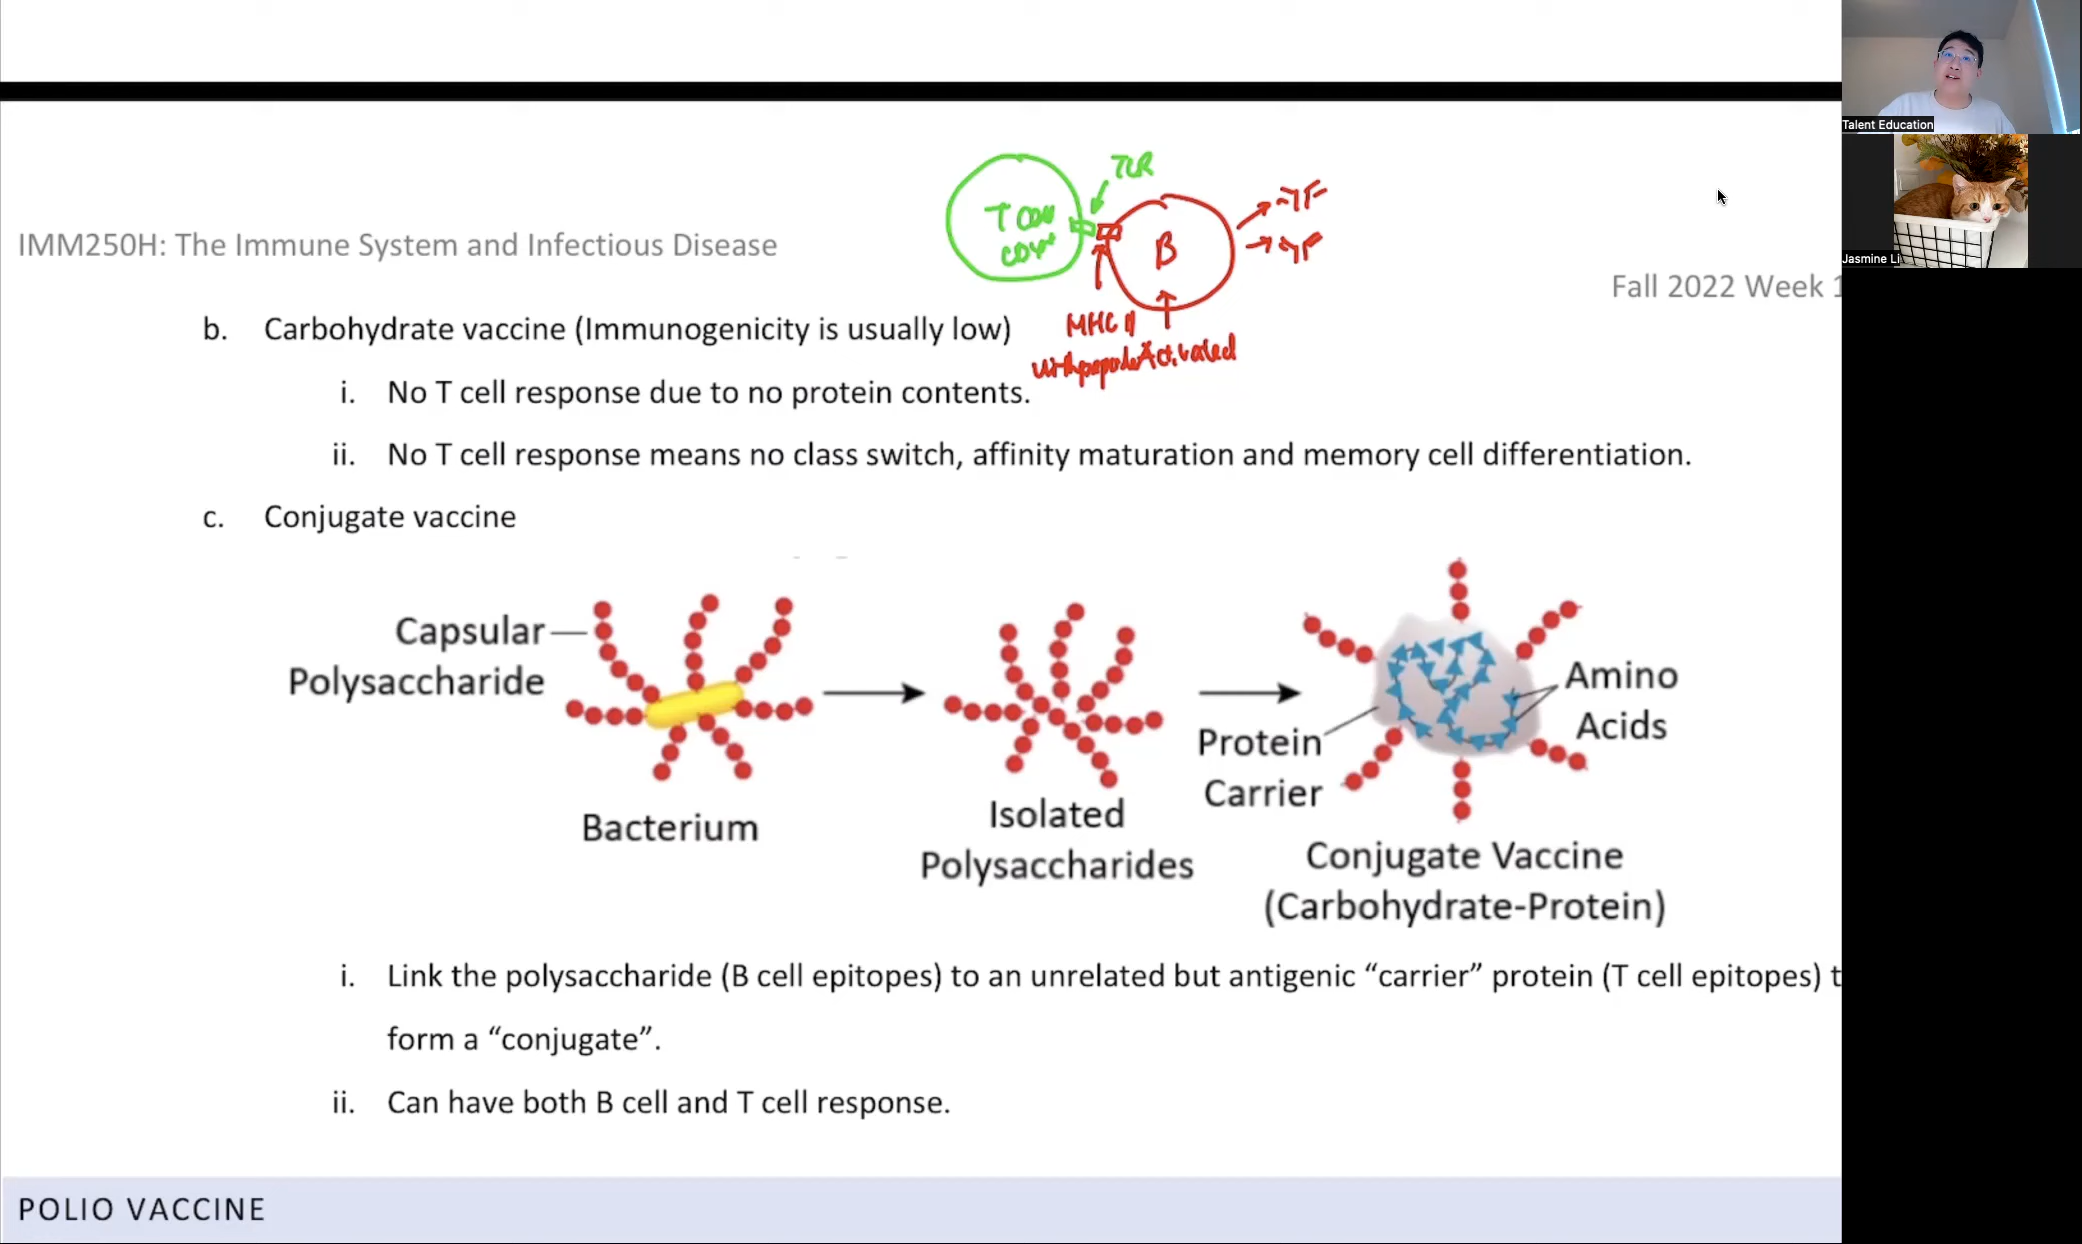 Talent Education
TCR
T cell
CD4+
B
IMM250H: The Immune System and Infectious Disease
Jasmine Li
Fall 2022 Week 1
MHC II
b. Carbohydrate vaccine (Immunogenicity is usually low)
Activated
i. No T cell response due to no protein contents.
ii. No T cell response means no class switch, affinity maturation and memory cell differentiation.
c. Conjugate vaccine
Capsular
Polysaccharide
Bacterium
Isolated
Polysaccharides
Protein
Carrier
Amino
Acids
Conjugate Vaccine
(Carbohydrate-Protein)
i. Link the polysaccharide (B cell epitopes) to an unrelated but antigenic “carrier” protein (T cell epitopes) t
form a “conjugate”.
ii. Can have both B cell and T cell response.
POLIO VACCINE